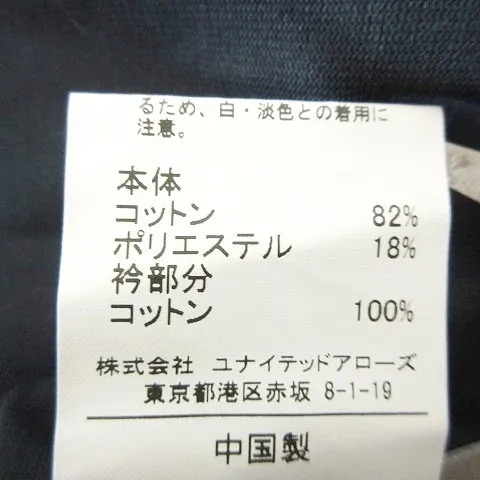 るため、白・淡色との着用に
注意。
本体
コットン 82%
ポリエステル 18%
衿部分
コットン 100%
株式会社 ユナイテッドアローズ
東京都港区赤坂 8-1-19
中国製